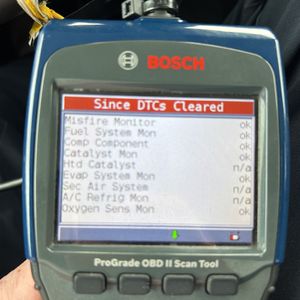 BOSCH
Since DTCs Cleared
Misfire Monitor ok
Fuel System Mon ok
Comp Component ok
Catalyst Mon ok
Htd Catalyst n/a
Evap System Mon ok
Sec Air System n/a
A/C Refrig Mon n/a
Oxygen Sens Mon ok
ProGrade OBD II Scan Tool